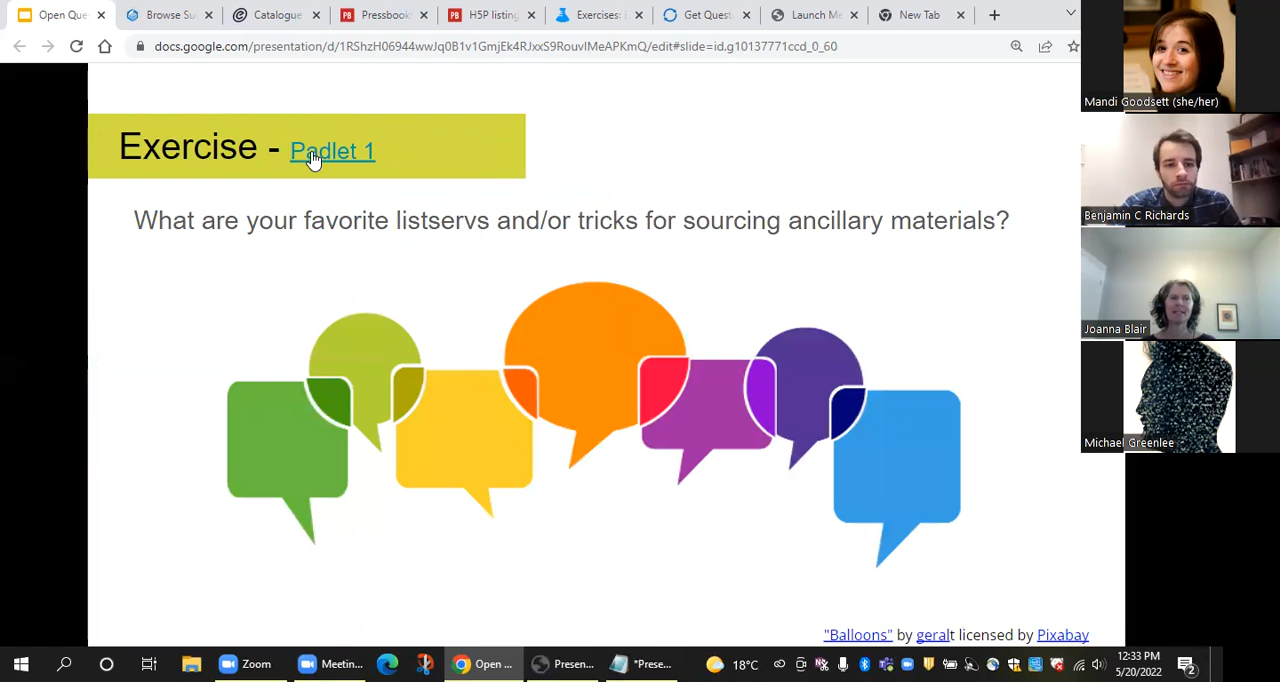 Open Que
Browse Su
Catalogue
Pressbook
H5P listing
Exercises: E
Get Quest
Launch Me
New Tab
docs.google.com/presentation/d/1RShzH06944wwJq0B1v1GmjEk4RJxxS9RouvIMeAPKmQ/edit#slide=id.g10137771ccd_0_60
Mandi Goodsett (she/her)
Exercise - Padlet 1
Benjamin C Richards
What are your favorite listservs and/or tricks for sourcing ancillary materials?
Joanna Blair
Michael Greenlee
"Balloons" by geralt licensed by Pixabay
Zoom
Meetin...
Open ...
Presen...
*Prese...
18°C
12:33 PM
5/20/2022
2